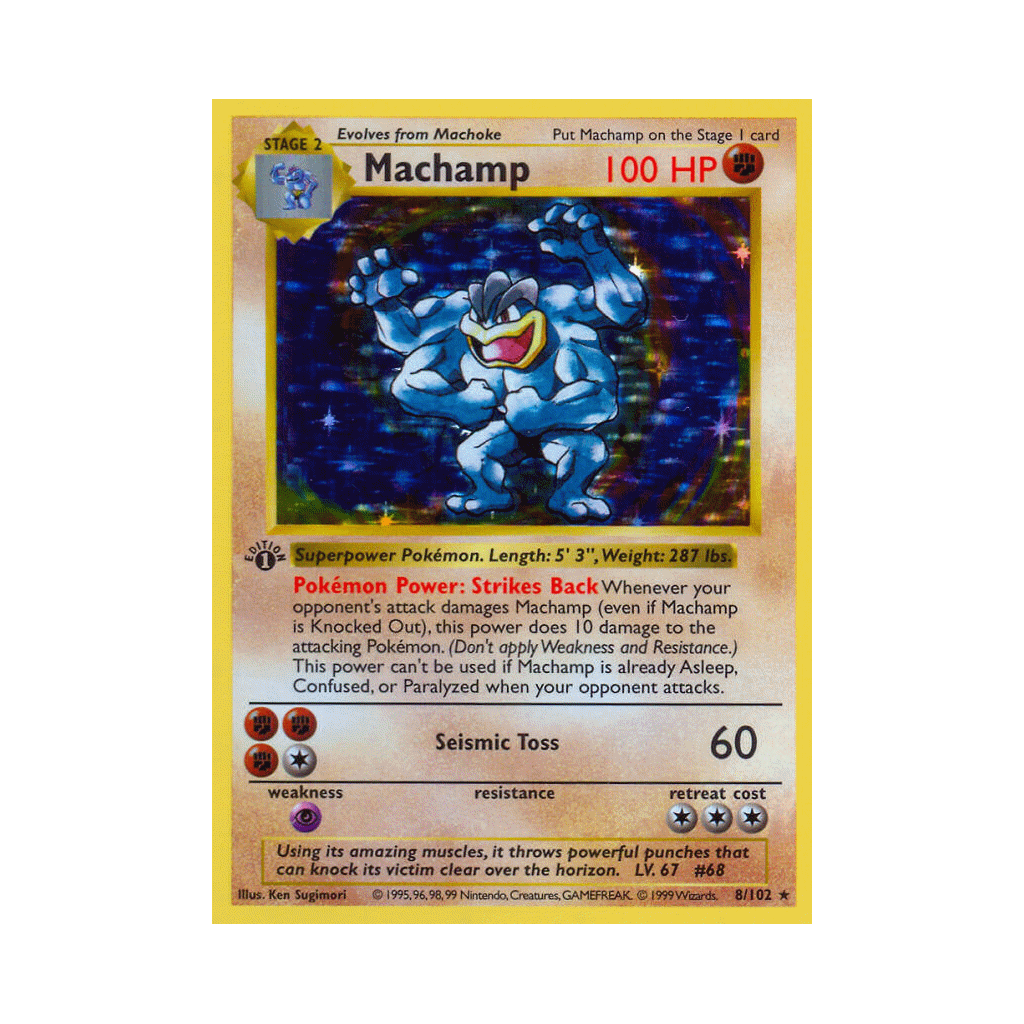 Evolves from Machoke Put Machamp on the Stage 1 card
STAGE 2
Machamp 100 HP
EDITION 1
Superpower Pokémon. Length: 5' 3", Weight: 287 lbs.
Pokémon Power: Strikes Back Whenever your
opponent's attack damages Machamp (even if Machamp
is Knocked Out), this power does 10 damage to the
attacking Pokémon. (Don't apply Weakness and Resistance.)
This power can't be used if Machamp is already Asleep,
Confused, or Paralyzed when your opponent attacks.
Seismic Toss 60
weakness resistance retreat cost
Using its amazing muscles, it throws powerful punches that
can knock its victim clear over the horizon. LV. 67 #68
Illus. Ken Sugimori © 1995, 96, 98, 99 Nintendo, Creatures, GAMEFREAK. © 1999 Wizards. 8/102 ★